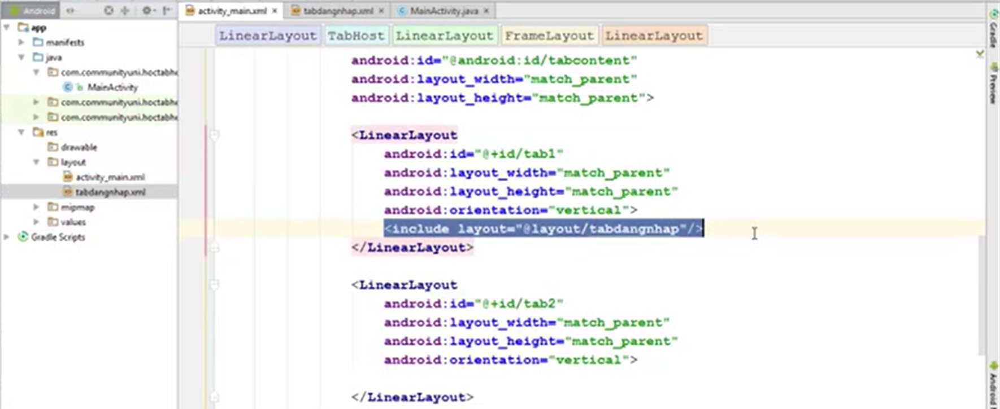 Android
activity_main.xml
tabdangnhap.xml
MainActivity.java
LinearLayout TabHost LinearLayout FrameLayout LinearLayout
app
manifests
java
com.communityuni.hoctabhe
MainActivity
com.communityuni.hoctabhe
com.communityuni.hoctabhe
res
drawable
layout
activity_main.xml
tabdangnhap.xml
mipmap
values
Gradle Scripts
android:id="@android:id/tabcontent"
android:layout_width="match_parent"
android:layout_height="match_parent">
<LinearLayout
android:id="@+id/tab1"
android:layout_width="match_parent"
android:layout_height="match_parent"
android:orientation="vertical">
<include layout="@layout/tabdangnhap"/>
</LinearLayout>
<LinearLayout
android:id="@+id/tab2"
android:layout_width="match_parent"
android:layout_height="match_parent"
android:orientation="vertical">
</LinearLayout>
Gradle
Preview
Android